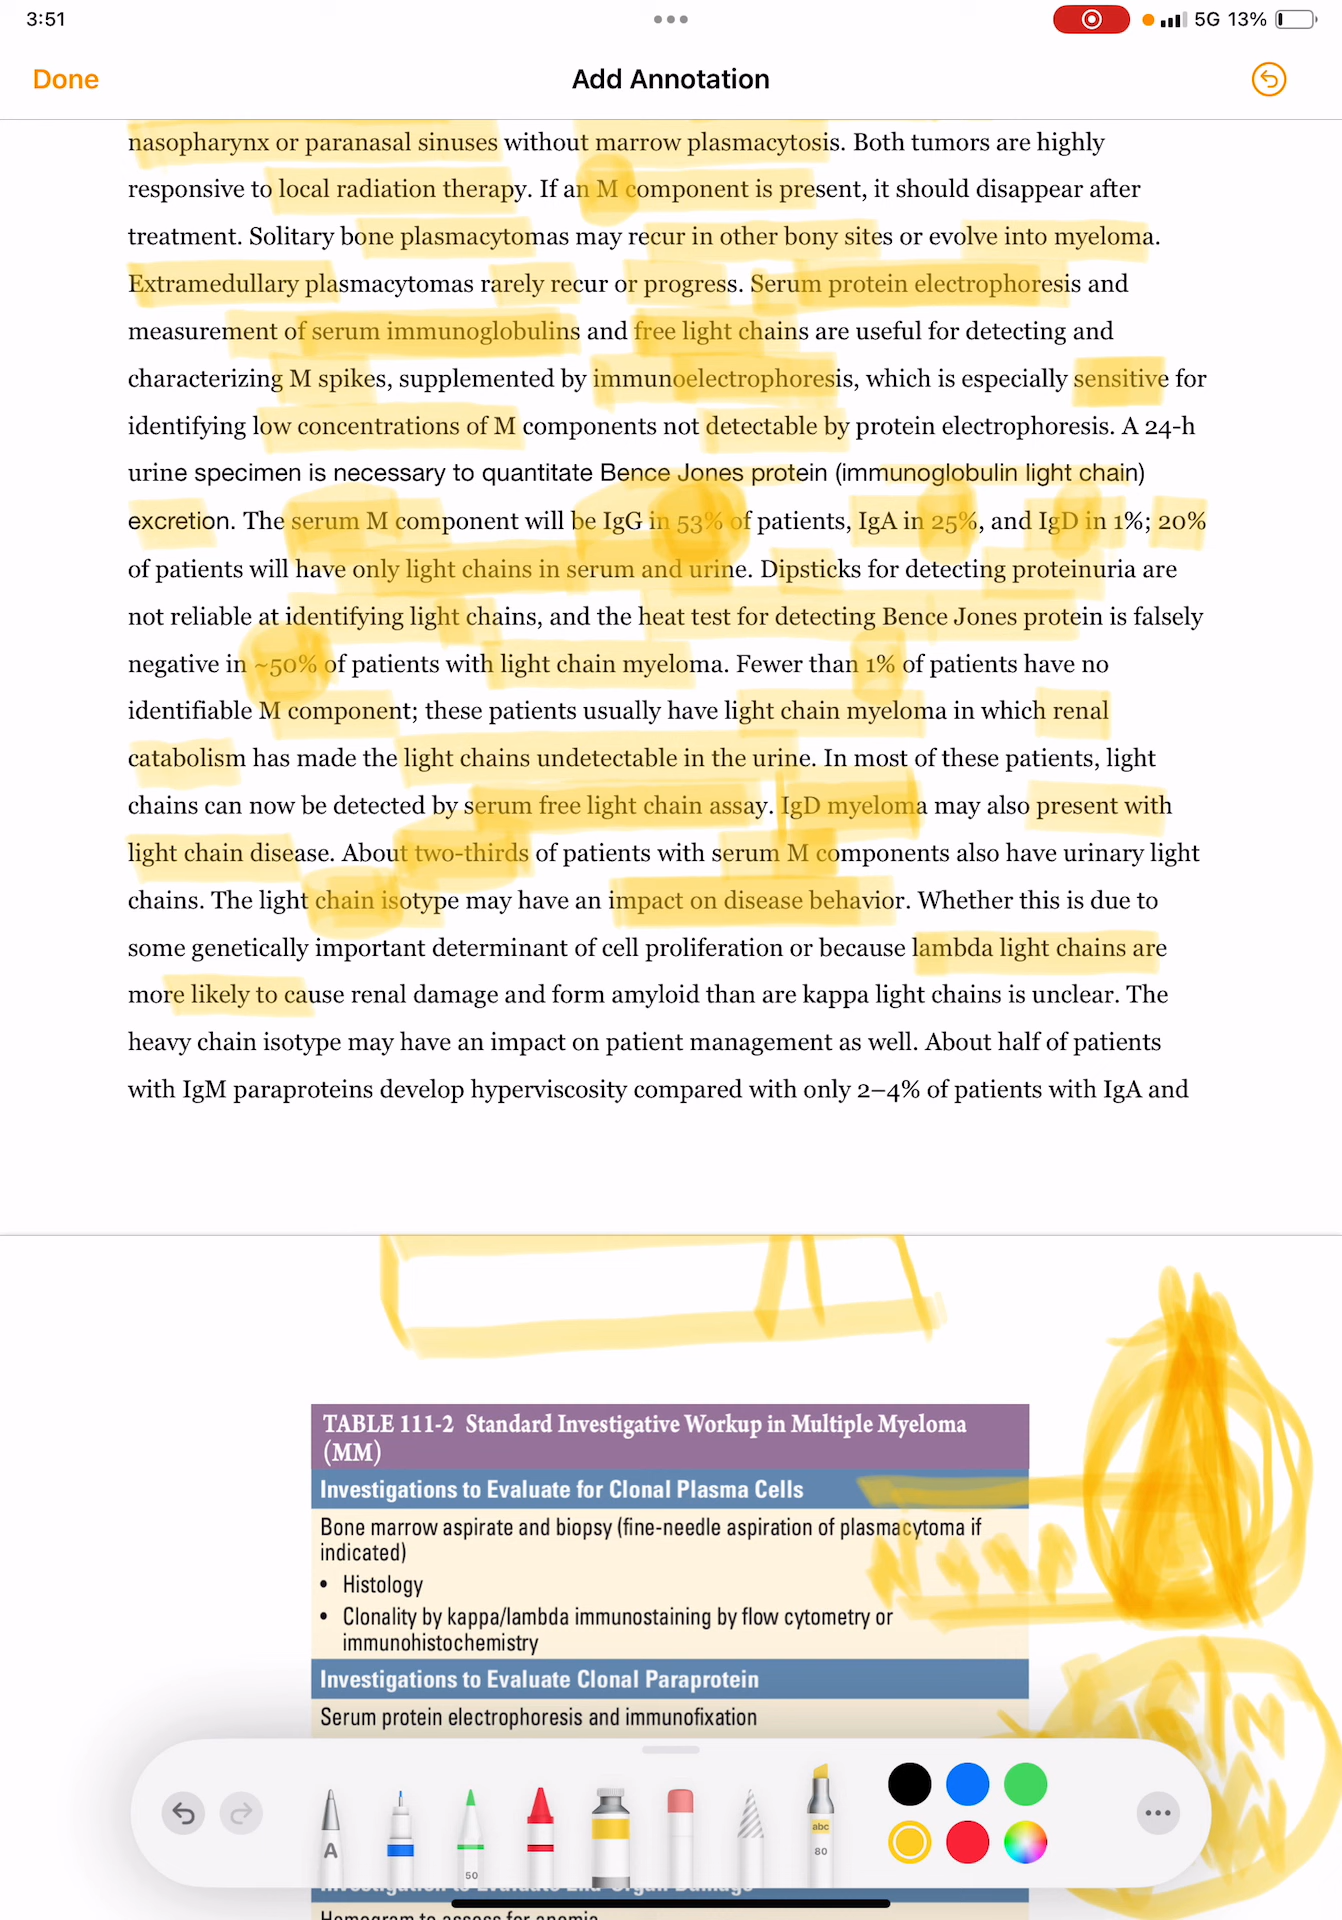 3:51
5G 13%
Done
Add Annotation
nasopharynx or paranasal sinuses without marrow plasmacytosis. Both tumors are highly
responsive to local radiation therapy. If an M component is present, it should disappear after
treatment. Solitary bone plasmacytomas may recur in other bony sites or evolve into myeloma.
Extramedullary plasmacytomas rarely recur or progress. Serum protein electrophoresis and
measurement of serum immunoglobulins and free light chains are useful for detecting and
characterizing M spikes, supplemented by immunoelectrophoresis, which is especially sensitive for
identifying low concentrations of M components not detectable by protein electrophoresis. A 24-h
urine specimen is necessary to quantitate Bence Jones protein (immunoglobulin light chain)
excretion. The serum M component will be IgG in 53% of patients, IgA in 25%, and IgD in 1%; 20%
of patients will have only light chains in serum and urine. Dipsticks for detecting proteinuria are
not reliable at identifying light chains, and the heat test for detecting Bence Jones protein is falsely
negative in ~50% of patients with light chain myeloma. Fewer than 1% of patients have no
identifiable M component; these patients usually have light chain myeloma in which renal
catabolism has made the light chains undetectable in the urine. In most of these patients, light
chains can now be detected by serum free light chain assay. IgD myeloma may also present with
light chain disease. About two-thirds of patients with serum M components also have urinary light
chains. The light chain isotype may have an impact on disease behavior. Whether this is due to
some genetically important determinant of cell proliferation or because lambda light chains are
more likely to cause renal damage and form amyloid than are kappa light chains is unclear. The
heavy chain isotype may have an impact on patient management as well. About half of patients
with IgM paraproteins develop hyperviscosity compared with only 2–4% of patients with IgA and
TABLE 111-2 Standard Investigative Workup in Multiple Myeloma
(MM)
Investigations to Evaluate for Clonal Plasma Cells
Bone marrow aspirate and biopsy (fine-needle aspiration of plasmacytoma if
indicated)
• Histology
• Clonality by kappa/lambda immunostaining by flow cytometry or
immunohistochemistry
Investigations to Evaluate Clonal Paraprotein
Serum protein electrophoresis and immunofixation
A
50
abc
80
Investigation to Evaluate End-Organ Damage
Hemogram to assess for anemia